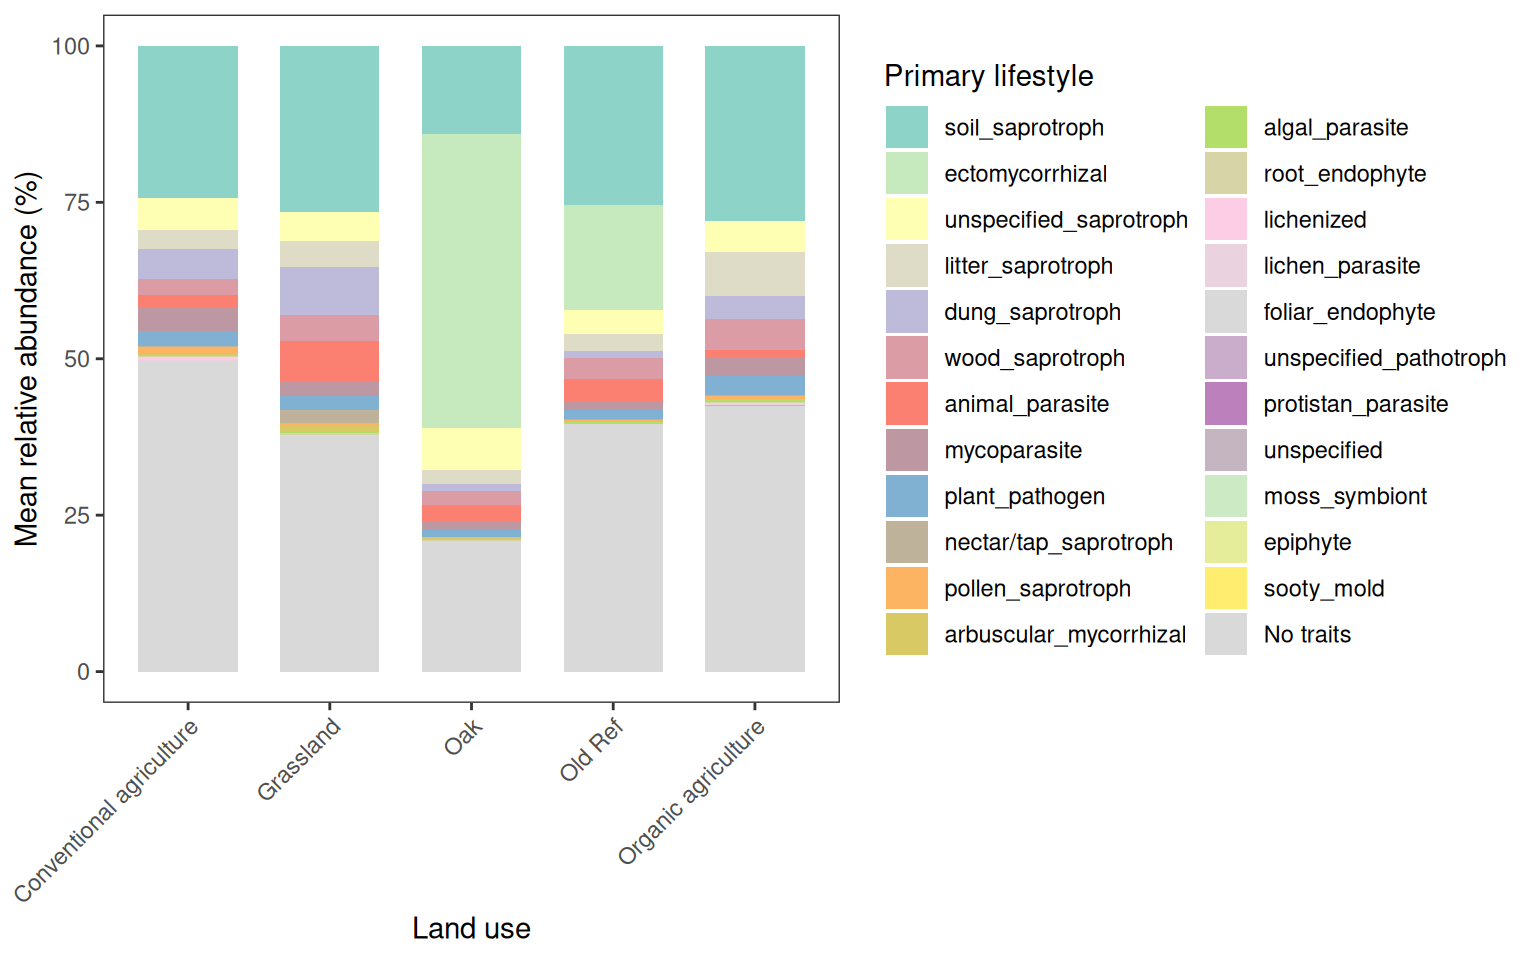 Primary lifestyle
soil_saprotroph
ectomycorrhizal
unspecified_saprotroph
litter_saprotroph
dung_saprotroph
wood_saprotroph
animal_parasite
mycoparasite
plant_pathogen
nectar/tap_saprotroph
pollen_saprotroph
arbuscular_mycorrhizal
algal_parasite
root_endophyte
lichenized
lichen_parasite
foliar_endophyte
unspecified_pathotroph
protistan_parasite
unspecified
moss_symbiont
epiphyte
sooty_mold
No traits
Mean relative abundance (%)
100
75
50
25
0
Conventional agriculture
Grassland
Oak
Old Ref
Organic agriculture
Land use